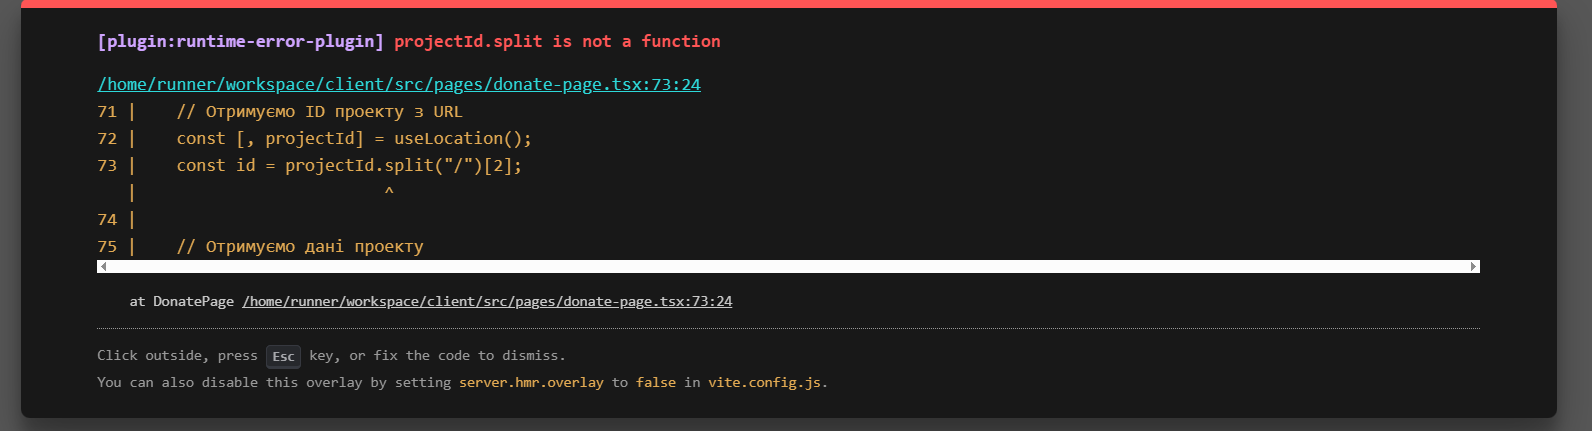 [plugin:runtime-error-plugin] projectId.split is not a function
/home/runner/workspace/client/src/pages/donate-page.tsx:73:24
71 |    // Отримуємо ID проекту з URL
72 |    const [, projectId] = useLocation();
73 |    const id = projectId.split("/")[2];
   |                         ^
74 |
75 |    // Отримуємо дані проекту
at DonatePage /home/runner/workspace/client/src/pages/donate-page.tsx:73:24
Click outside, press Esc key, or fix the code to dismiss.
You can also disable this overlay by setting server.hmr.overlay to false in vite.config.js.